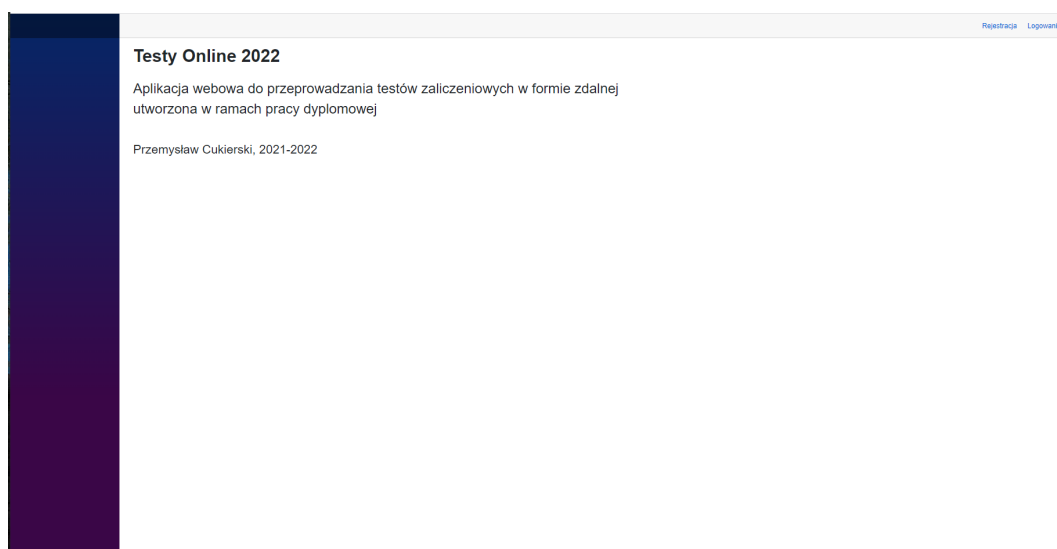 Rejestracja Logowani
Testy Online 2022
Aplikacja webowa do przeprowadzania testów zaliczeniowych w formie zdalnej
utworzona w ramach pracy dyplomowej
Przemysław Cukierski, 2021-2022